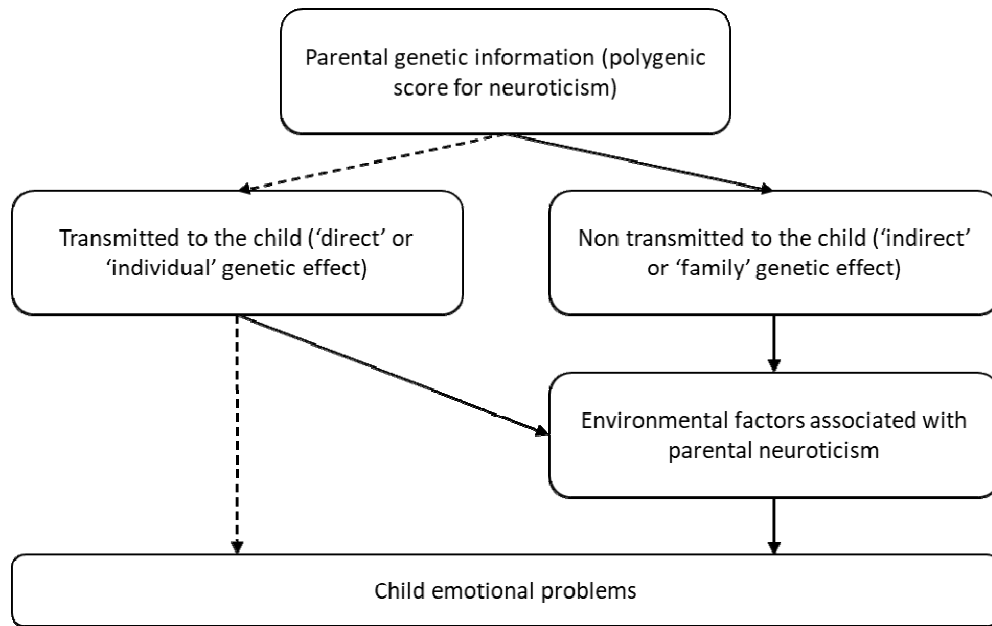 Parental genetic information (polygenic
score for neuroticism)
Transmitted to the child (‘direct’ or
‘individual’ genetic effect)
Non transmitted to the child (‘indirect’
or ‘family’ genetic effect)
Environmental factors associated with
parental neuroticism
Child emotional problems